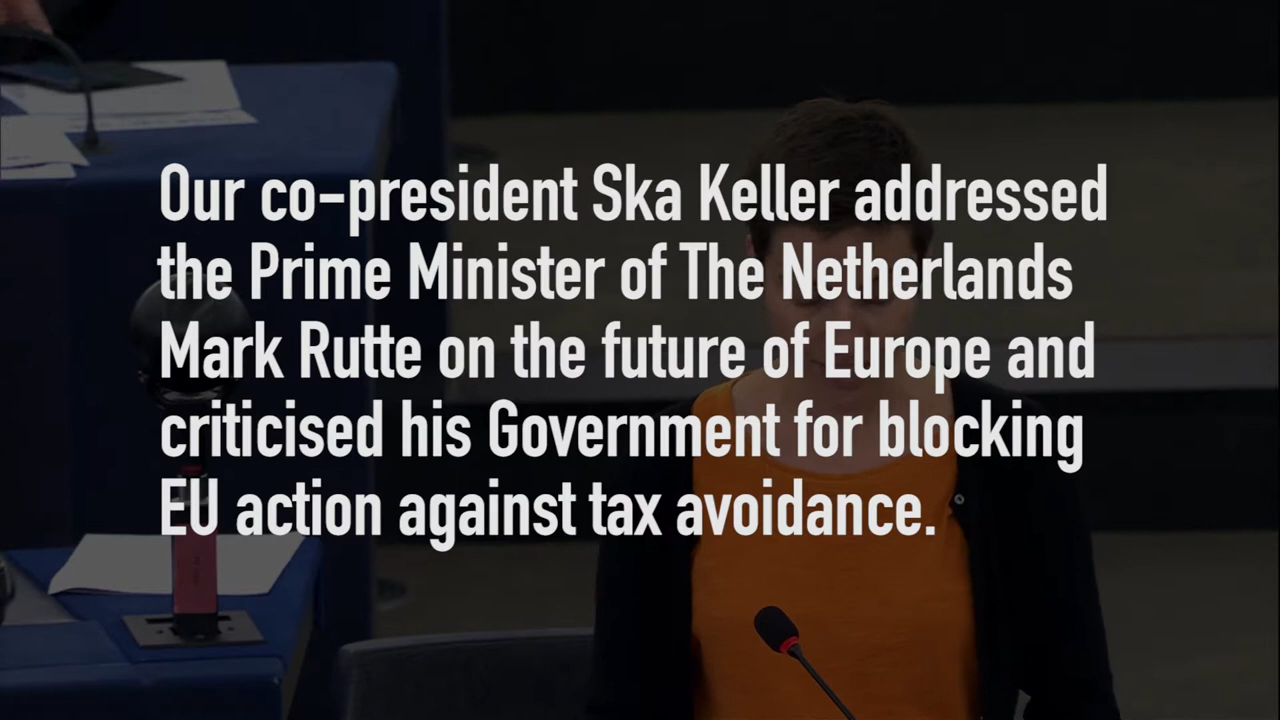 Our co-president Ska Keller addressed
the Prime Minister of The Netherlands
Mark Rutte on the future of Europe and
criticised his Government for blocking
EU action against tax avoidance.